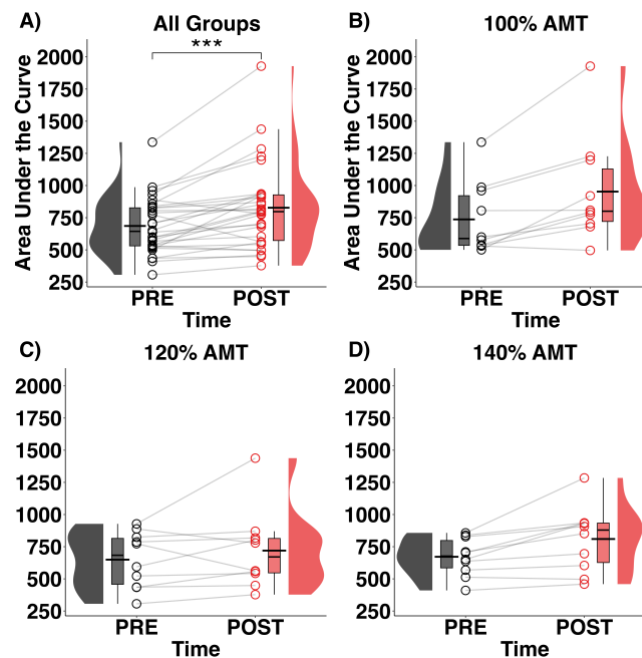 A) All Groups
***
Area Under the Curve
2000
1750
1500
1250
1000
750
500
250
PRE POST
Time
B) 100% AMT
Area Under the Curve
2000
1750
1500
1250
1000
750
500
250
PRE POST
Time
C) 120% AMT
2000
1750
1500
1250
1000
750
500
250
PRE POST
Time
D) 140% AMT
2000
1750
1500
1250
1000
750
500
250
PRE POST
Time